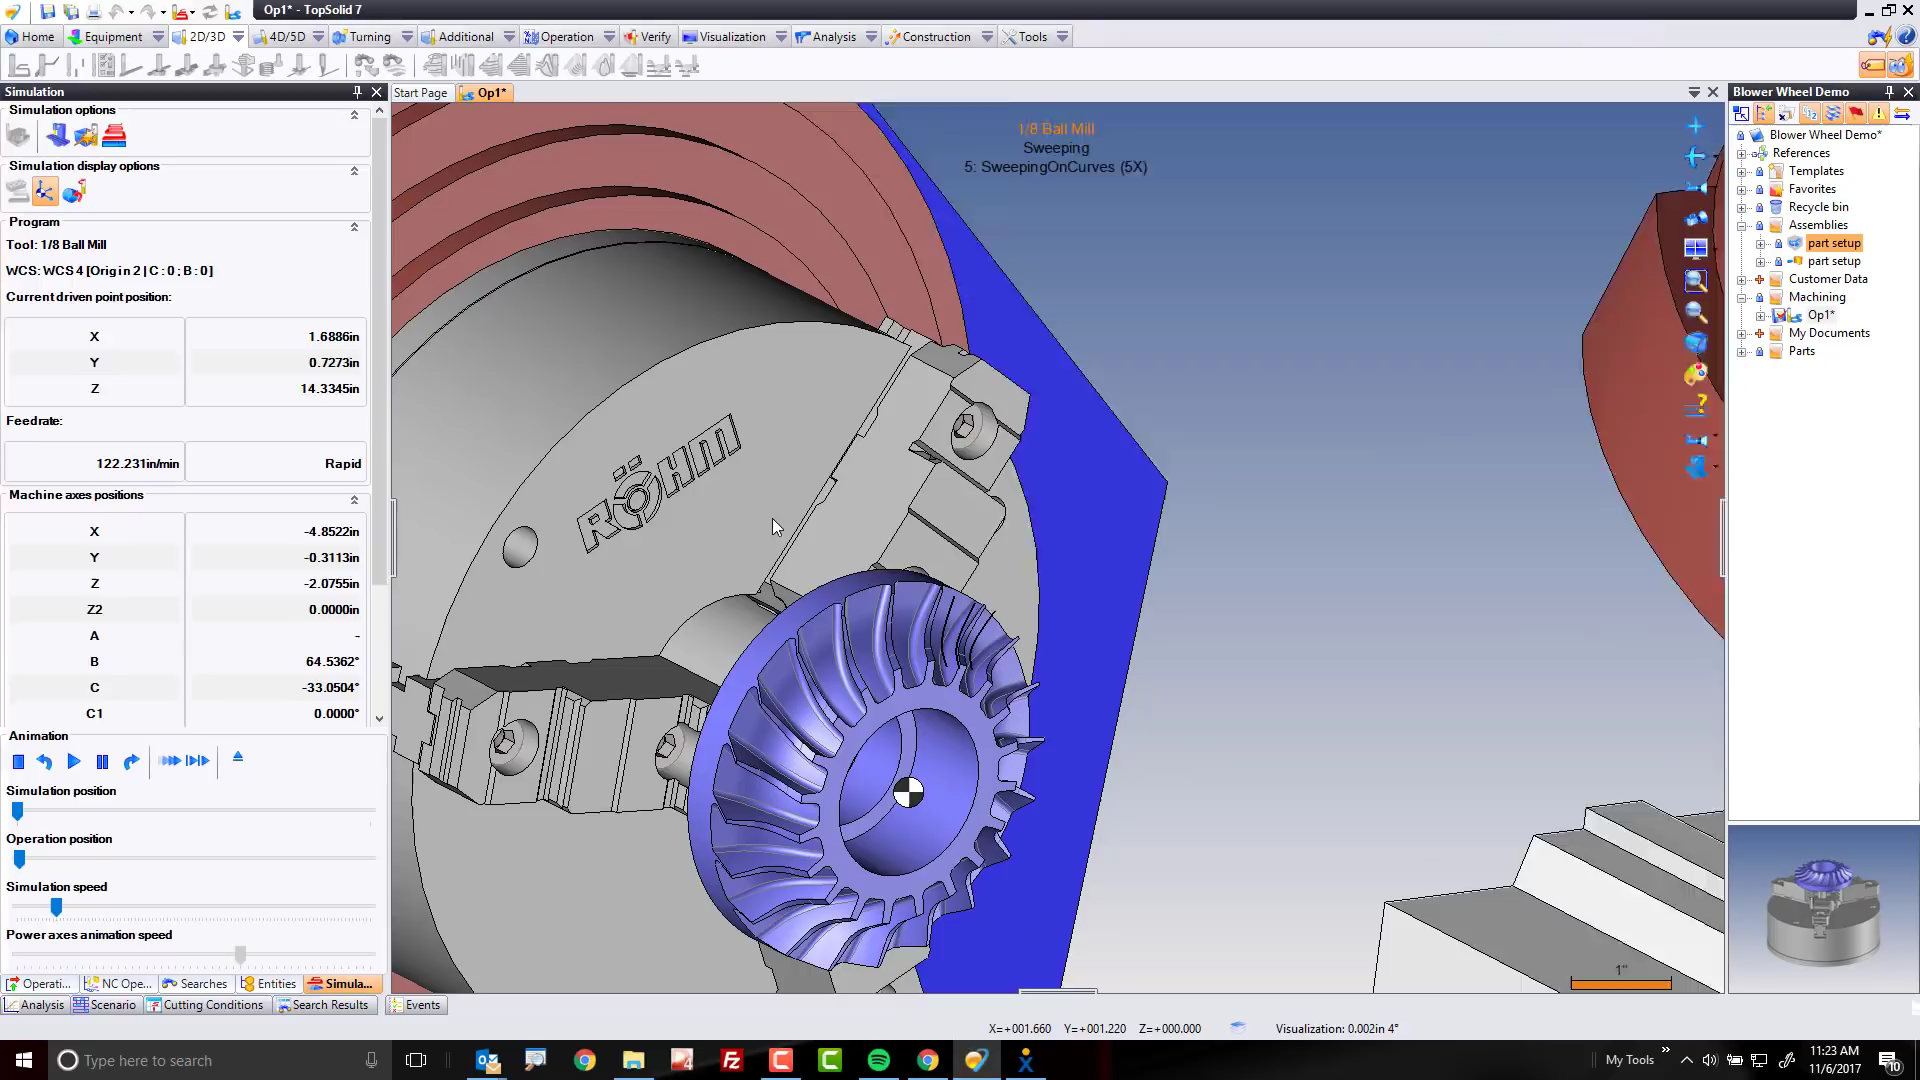 Op1* - TopSolid 7
Home Equipment 2D/3D 4D/5D Turning Additional Operation Verify Visualization Analysis Construction Tools
Simulation
Start Page Op1*
Blower Wheel Demo
Simulation options
Simulation display options
Program
Tool: 1/8 Ball Mill
WCS: WCS 4 [Origin 2 | C : 0 ; B : 0]
Current driven point position:
X 1.6886in
Y 0.7273in
Z 14.3345in
Feedrate:
122.231in/min Rapid
Machine axes positions
X -4.8522in
Y -0.3113in
Z -2.0755in
Z2 0.0000in
A -
B 64.5362°
C -33.0504°
C1 0.0000°
Animation
Simulation position
Operation position
Simulation speed
Power axes animation speed
Operati... NC Ope... Searches Entities Simula...
Analysis Scenario Cutting Conditions Search Results Events
1/8 Ball Mill
Sweeping
5: SweepingOnCurves (5X)
RÖHM
1"
Blower Wheel Demo*
References
Templates
Favorites
Recycle bin
Assemblies
part setup
part setup
Customer Data
Machining
Op1*
My Documents
Parts
X=+001.660 Y=+001.220 Z=+000.000 Visualization: 0.002in 4°
Type here to search
My Tools
11:23 AM
11/6/2017
10